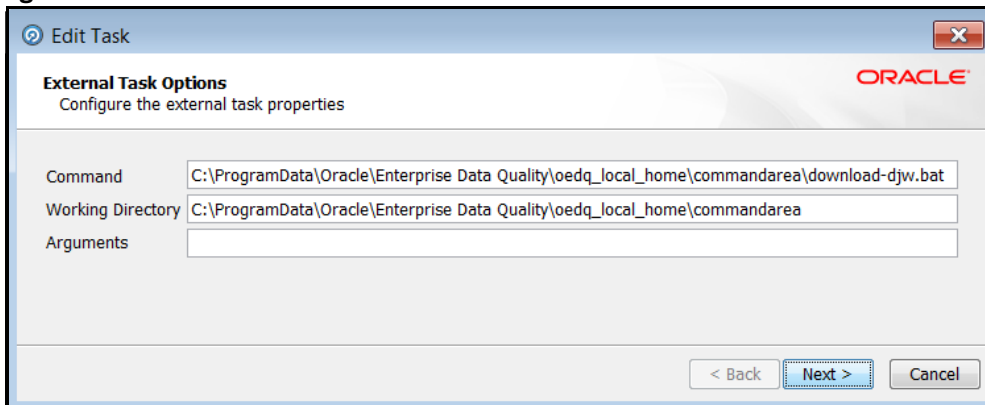 Edit Task
External Task Options
ORACLE
Configure the external task properties
Command C:\ProgramData\Oracle\Enterprise Data Quality\oedq_local_home\commandarea\download-djw.bat
Working Directory C:\ProgramData\Oracle\Enterprise Data Quality\oedq_local_home\commandarea
Arguments
< Back Next > Cancel